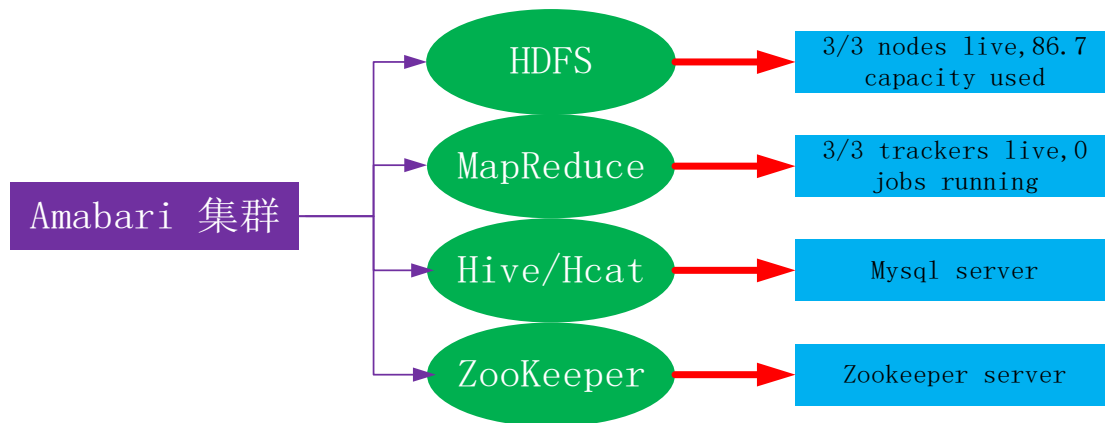 Amabari 集群
HDFS
3/3 nodes live,86.7
capacity used
MapReduce
3/3 trackers live,0
jobs running
Hive/Hcat
Mysql server
ZooKeeper
Zookeeper server